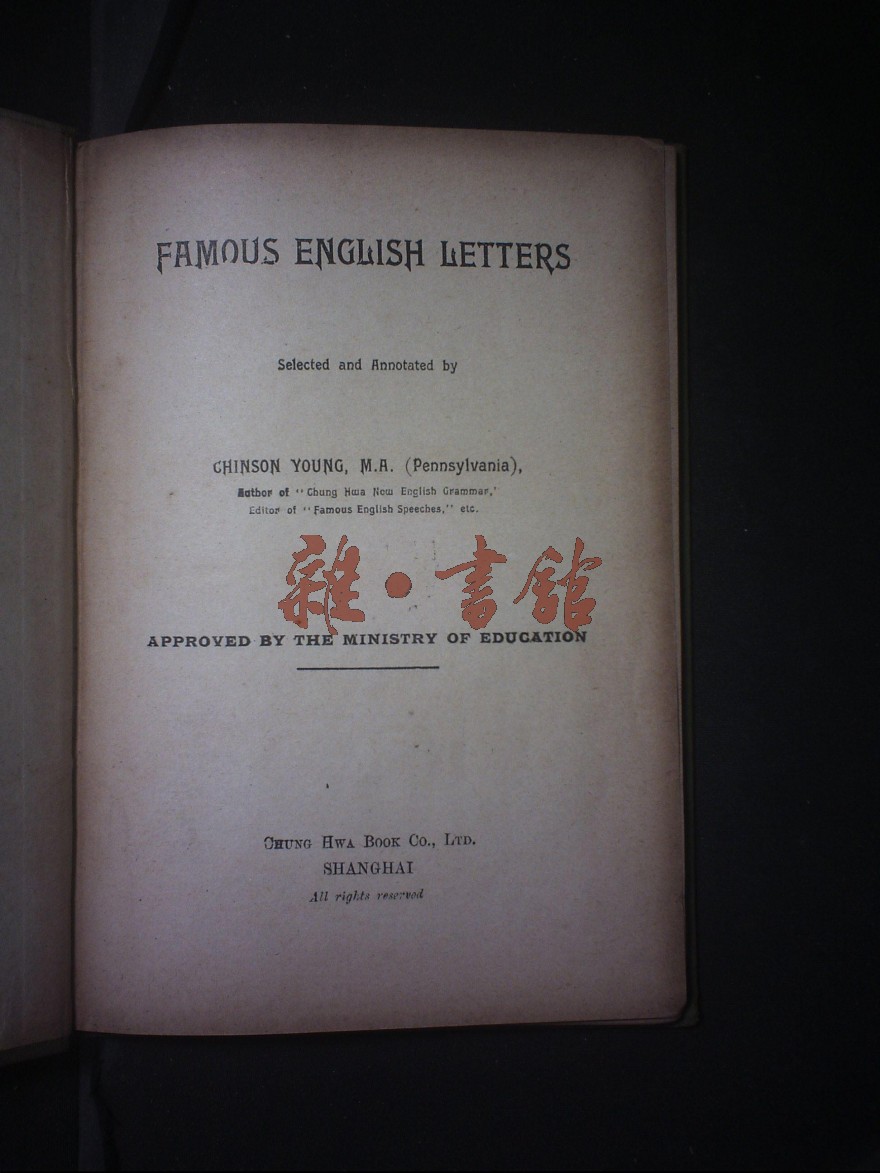 FAMOUS ENGLISH LETTERS
Selected and Annotated by
CHINSON YOUNG, M.A. (Pennsylvania),
Author of "Chung Hwa New English Grammar,"
Editor of "Famous English Speeches," etc.
雜·書館
APPROVED BY THE MINISTRY OF EDUCATION
CHUNG HWA BOOK CO., LTD.
SHANGHAI
All rights reserved